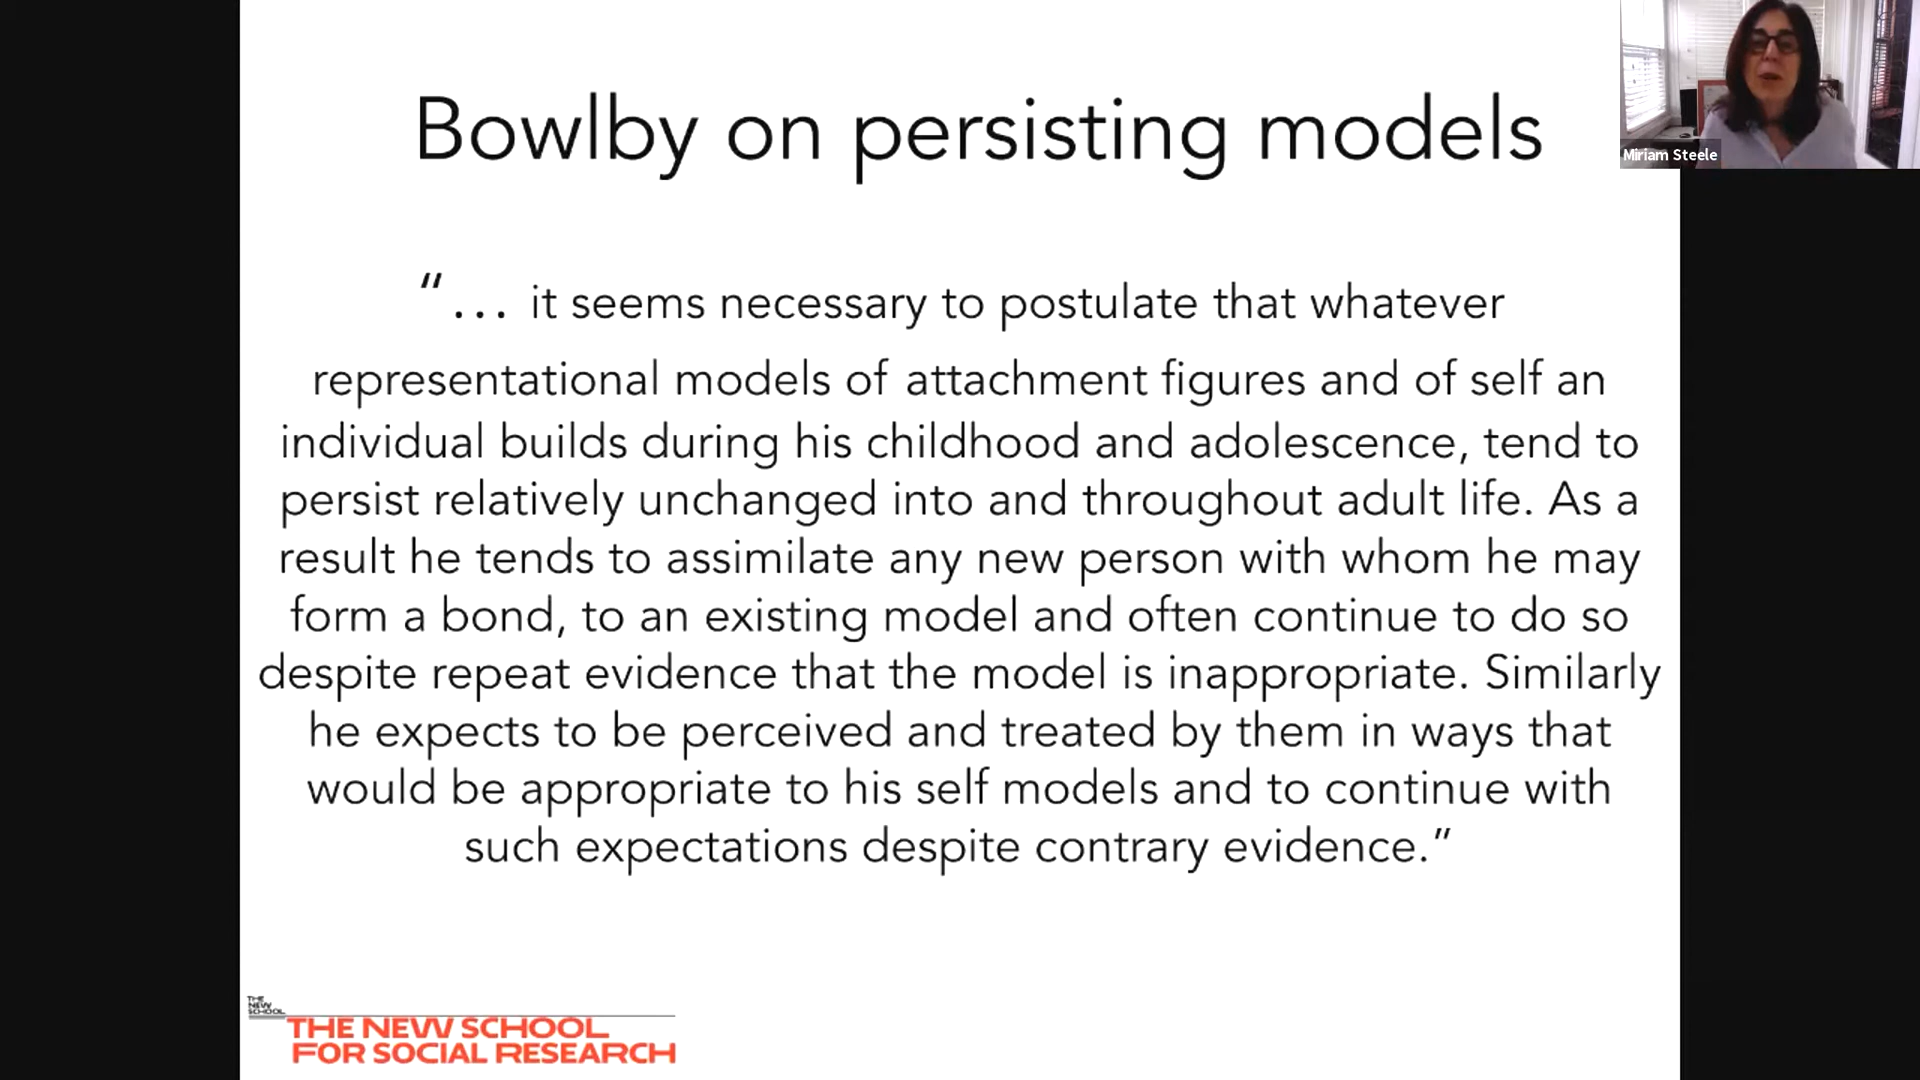 Bowlby on persisting models
Miriam Steele
“... it seems necessary to postulate that whatever
representational models of attachment figures and of self an
individual builds during his childhood and adolescence, tend to
persist relatively unchanged into and throughout adult life. As a
result he tends to assimilate any new person with whom he may
form a bond, to an existing model and often continue to do so
despite repeat evidence that the model is inappropriate. Similarly
he expects to be perceived and treated by them in ways that
would be appropriate to his self models and to continue with
such expectations despite contrary evidence.”
THE
NEW
SCHOOL
THE NEW SCHOOL
FOR SOCIAL RESEARCH